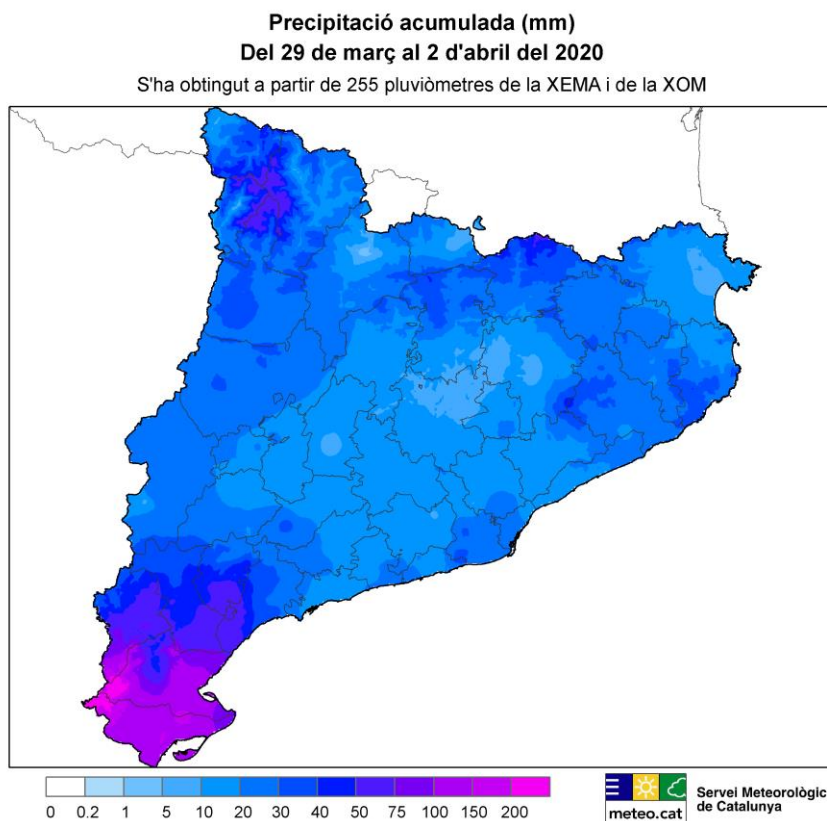 Precipitació acumulada (mm)
Del 29 de març al 2 d'abril del 2020
S'ha obtingut a partir de 255 pluviòmetres de la XEMA i de la XOM
0 0.2 1 5 10 20 30 40 50 75 100 150 200
meteo.cat
Servei Meteorològic
de Catalunya